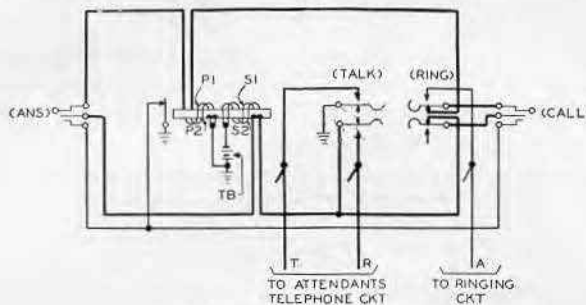 P1
S1
(TALK)
(RING)
(ANS)
(CALL
P2
S2
TB
T
R
A
TO ATTENDANTS
TELEPHONE CKT
TO RINGING
CKT